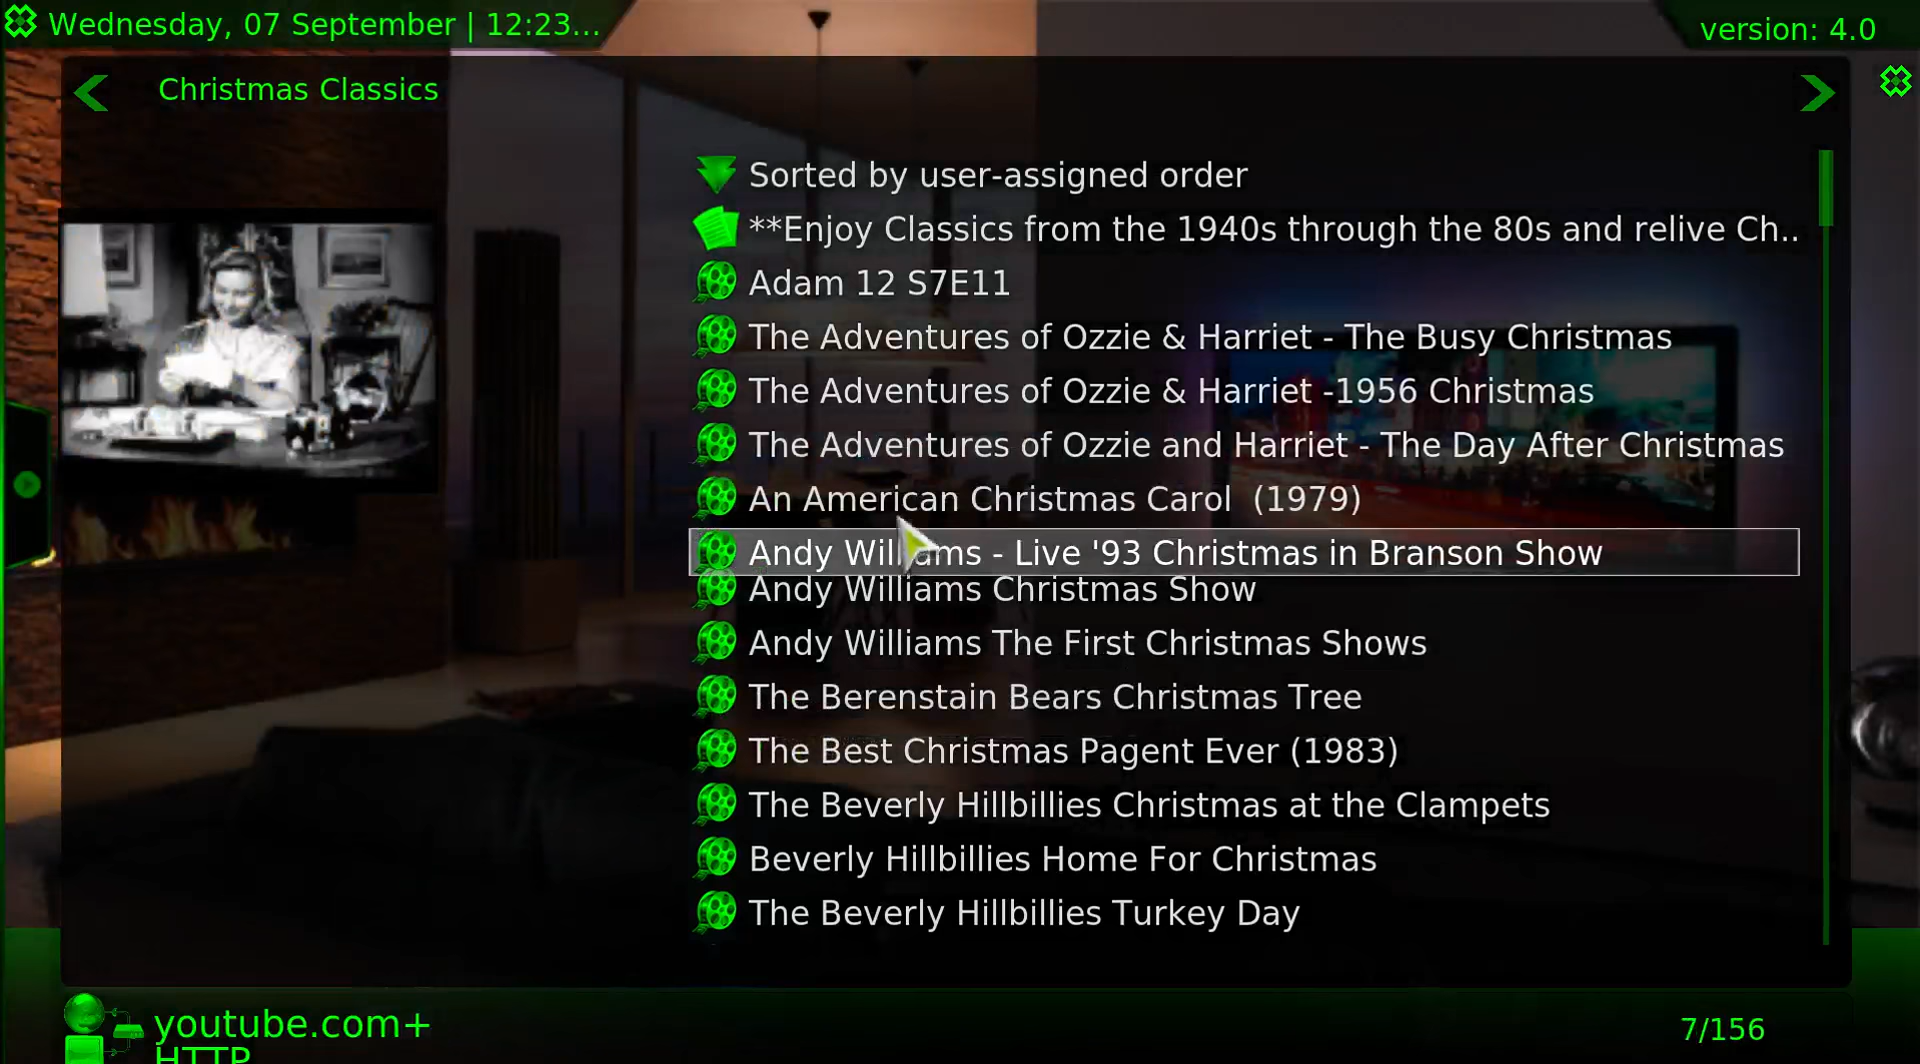 Wednesday, 07 September | 12:23...
version: 4.0
Christmas Classics
Sorted by user-assigned order
**Enjoy Classics from the 1940s through the 80s and relive Ch..
Adam 12 S7E11
The Adventures of Ozzie & Harriet - The Busy Christmas
The Adventures of Ozzie & Harriet -1956 Christmas
The Adventures of Ozzie and Harriet - The Day After Christmas
An American Christmas Carol (1979)
Andy Williams - Live '93 Christmas in Branson Show
Andy Williams Christmas Show
Andy Williams The First Christmas Shows
The Berenstain Bears Christmas Tree
The Best Christmas Pagent Ever (1983)
The Beverly Hillbillies Christmas at the Clampets
Beverly Hillbillies Home For Christmas
The Beverly Hillbillies Turkey Day
youtube.com+
HTTP
7/156